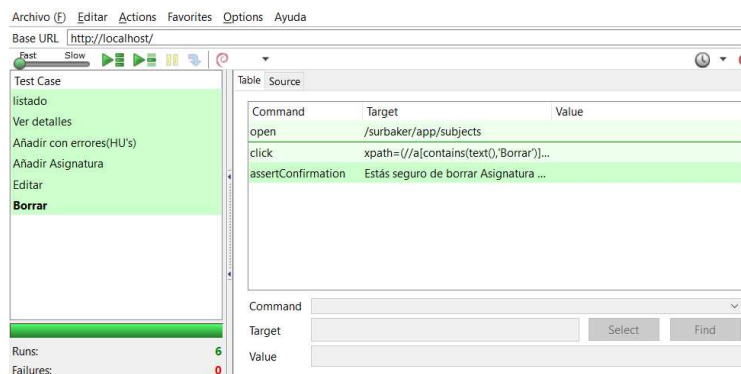 Archivo (F) Editar Actions Favorites Options Ayuda
Base URL http://localhost/
Fast Slow
Test Case
listado
Ver detalles
Añadir con errores(HU's)
Añadir Asignatura
Editar
Borrar
Runs: 6
Failures: 0
Table Source
Command Target Value
open /surbaker/app/subjects
click xpath=(//a[contains(text(),'Borrar')]...
assertConfirmation Estás seguro de borrar Asignatura ...
Command
Target Select Find
Value